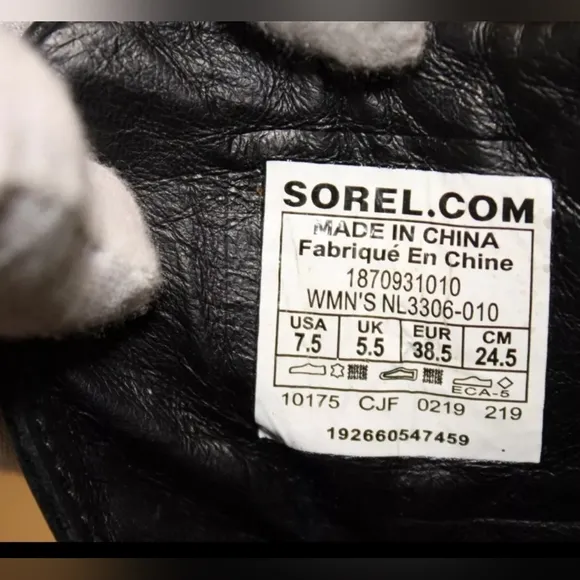 SOREL.COM
MADE IN CHINA
Fabriqué En Chine
1870931010
WMN'S NL3306-010
USA UK EUR CM
7.5 5.5 38.5 24.5
ECA-5
10175 CJF 0219 219
192660547459